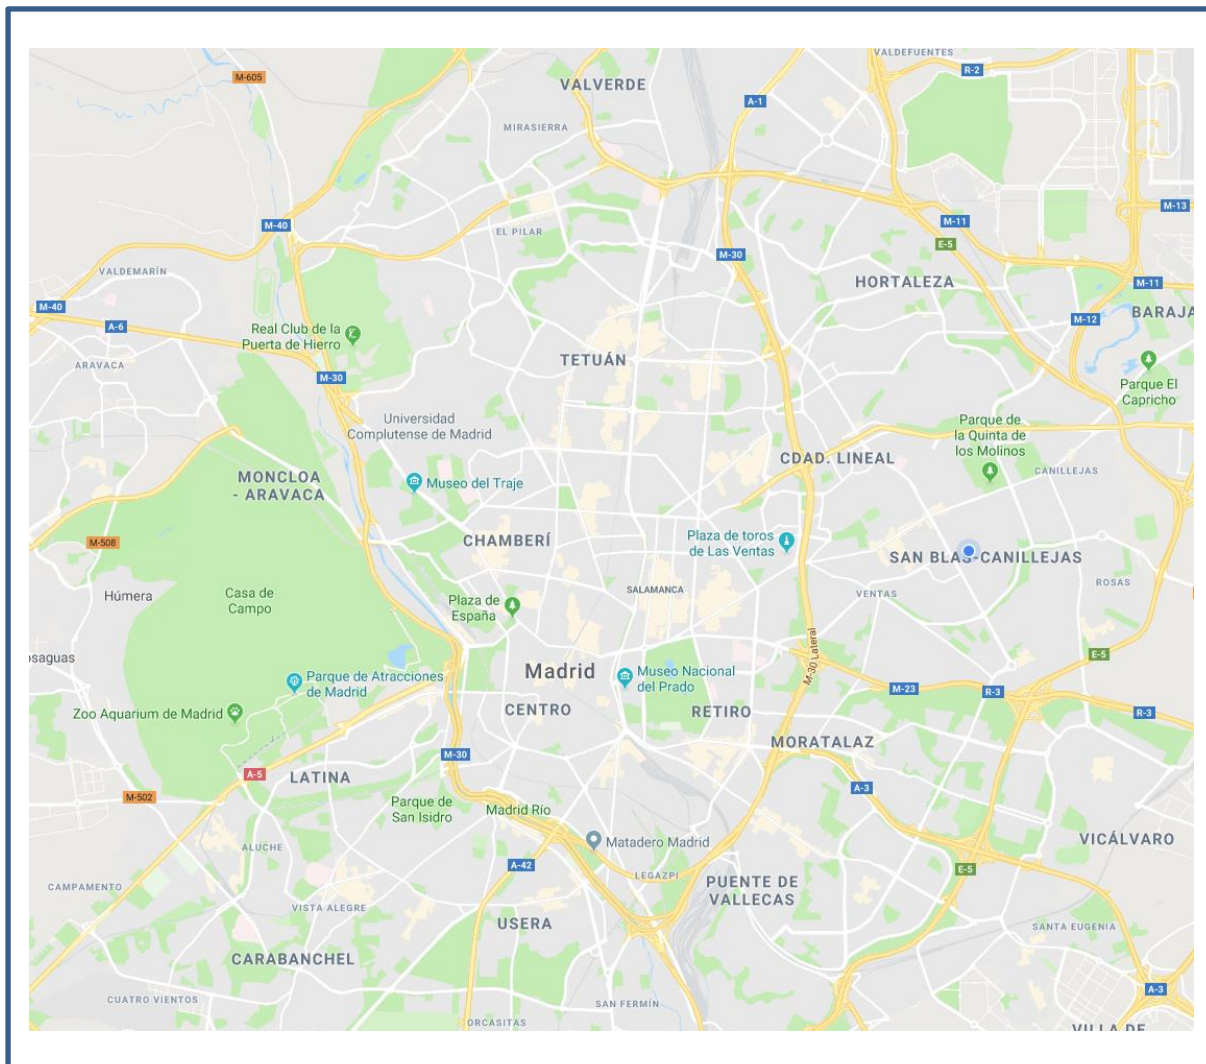 VALDEFUENTES
M-605
R-2
VALVERDE
A-1
MIRASIERRA
M-13
M-40
M-11
EL PILAR
E-5
M-30
VALDEMARÍN
HORTALEZA
M-11
M-40
M-12
BARAJA
A-6
Real Club de la
Puerta de Hierro
TETUÁN
ARAVACA
M-30
Parque El
Capricho
Universidad
Complutense de Madrid
Parque de
la Quinta de
los Molinos
CDAD. LINEAL
CANILLEJAS
MONCLOA
- ARAVACA
Museo del Traje
M-508
CHAMBERÍ
Plaza de toros
de Las Ventas
SAN BLAS-CANILLEJAS
ROSAS
Húmera
Casa de
Campo
SALAMANCA
VENTAS
Plaza de
España
M-30 Lateral
osaguas
E-5
Madrid
Museo Nacional
del Prado
Parque de Atracciones
de Madrid
M-23
R-3
Zoo Aquarium de Madrid
CENTRO
RETIRO
R-3
M-30
MORATALAZ
A-5
LATINA
A-3
M-502
Parque de
San Isidro
Madrid Río
Matadero Madrid
VICÁLVARO
ALUCHE
A-42
LEGAZPI
E-5
CAMPAMENTO
PUENTE DE
VALLECAS
VISTA ALEGRE
USERA
SANTA EUGENIA
CARABANCHEL
A-3
CUATRO VIENTOS
SAN FERMÍN
ORCASITAS
VILLA DE